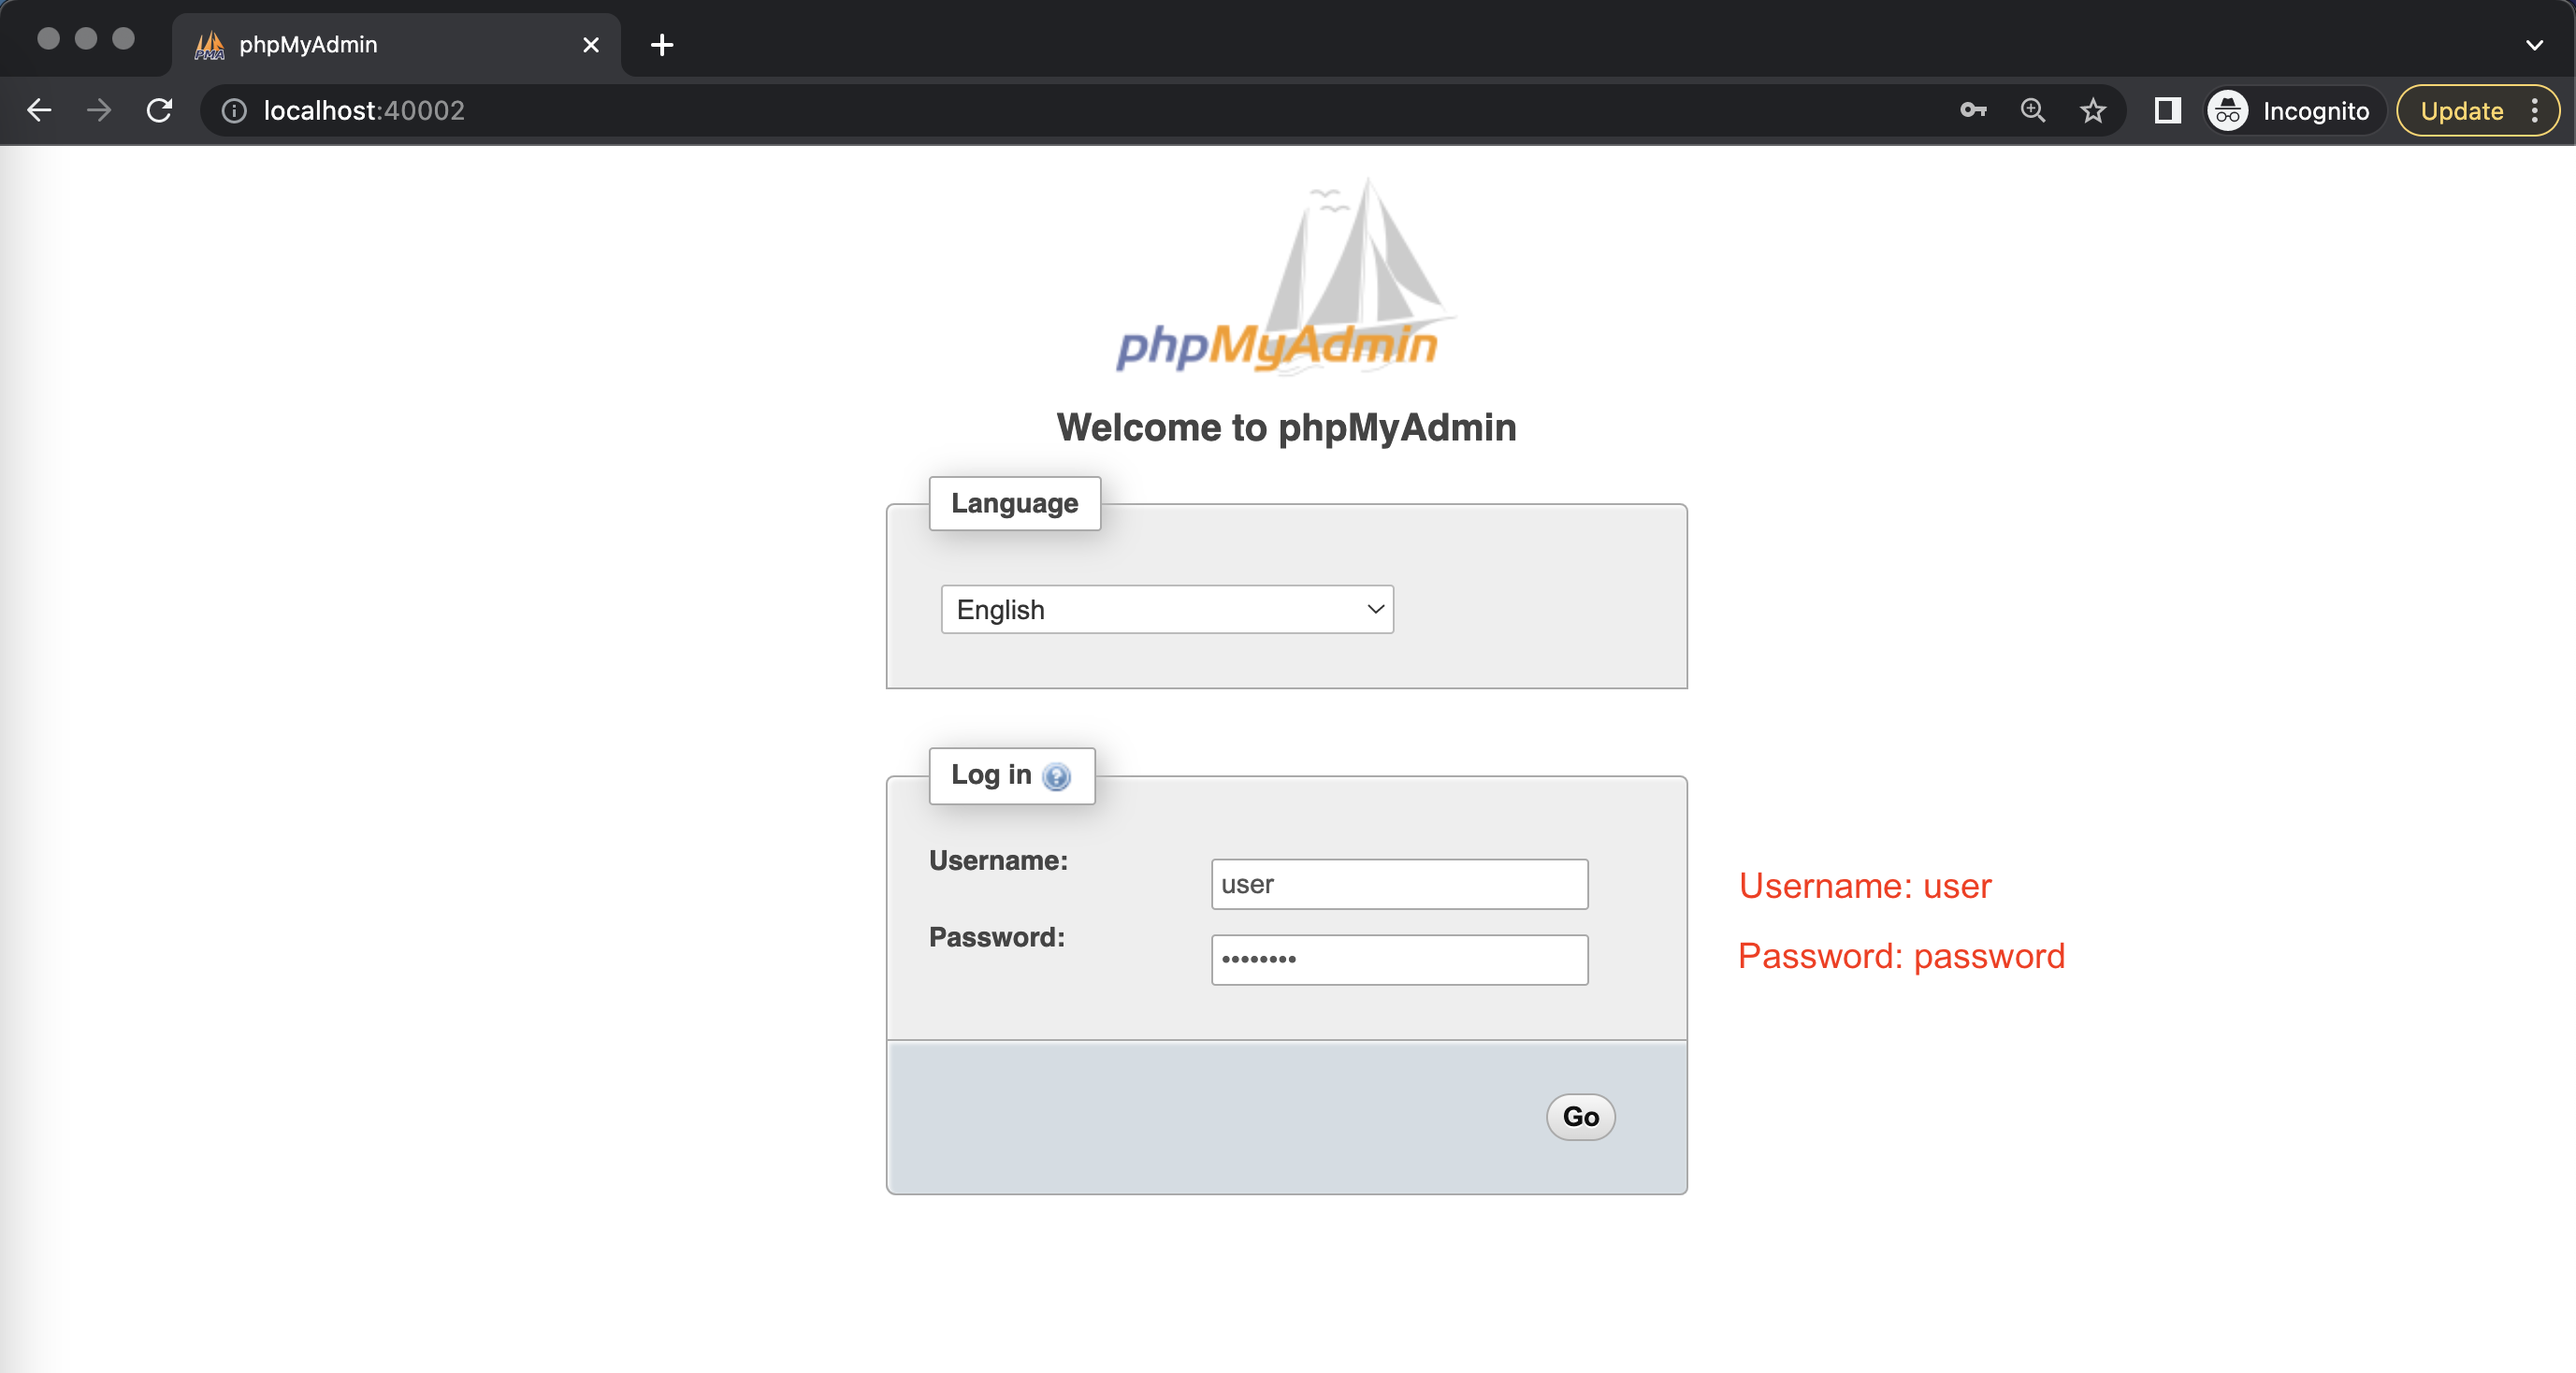 phpMyAdmin
localhost:40002
Incognito
Update
phpMyAdmin
Welcome to phpMyAdmin
Language
English
Log in
Username:
user
Username: user
Password:
••••••••
Password: password
Go